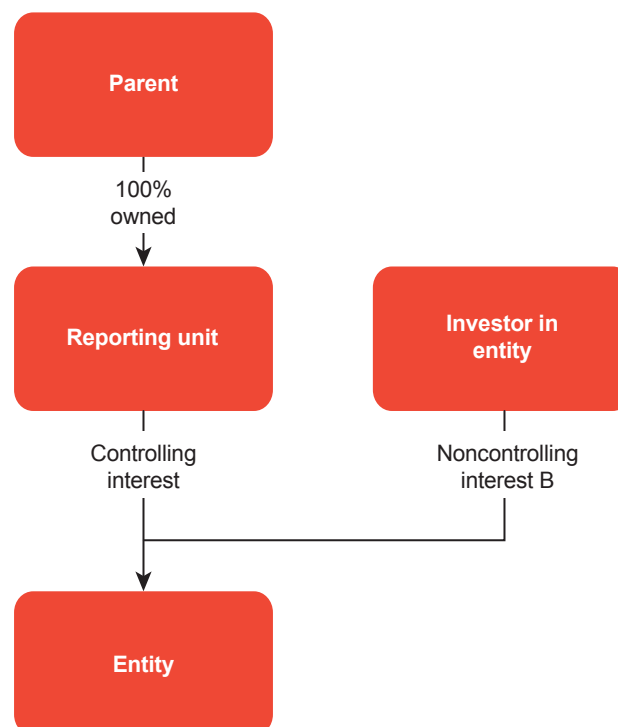 Parent
100%
owned
Reporting unit
Investor in
entity
Controlling
interest
Noncontrolling
interest B
Entity